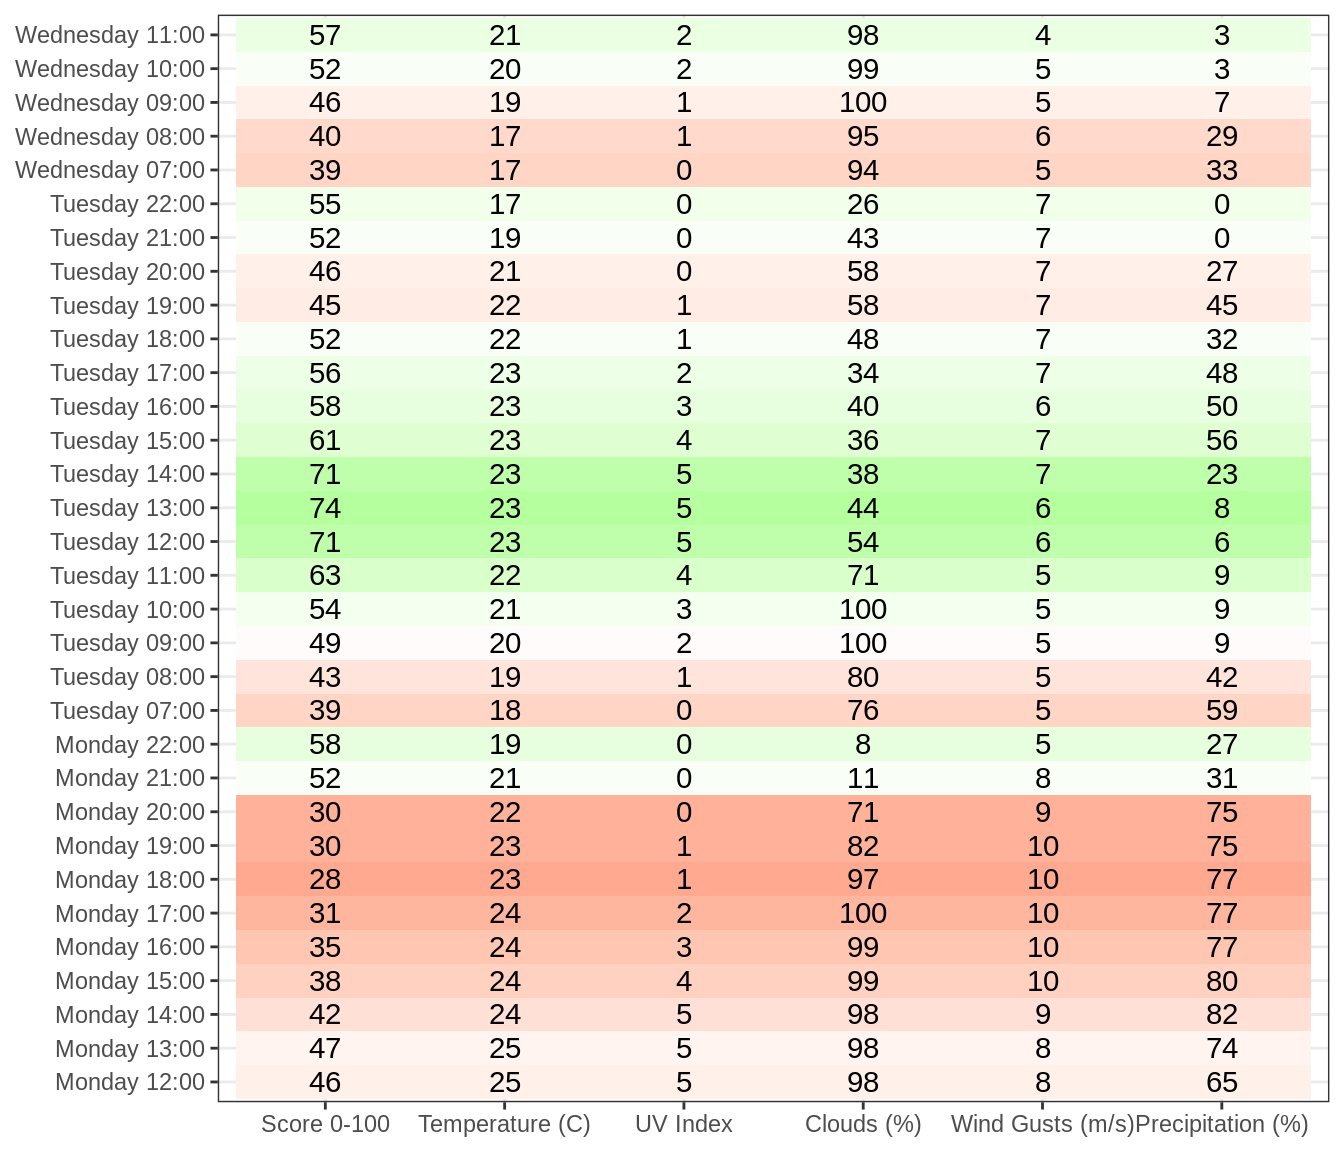 Wednesday 11:00 57 21 2 98 4 3
Wednesday 10:00 52 20 2 99 5 3
Wednesday 09:00 46 19 1 100 5 7
Wednesday 08:00 40 17 1 95 6 29
Wednesday 07:00 39 17 0 94 5 33
Tuesday 22:00 55 17 0 26 7 0
Tuesday 21:00 52 19 0 43 7 0
Tuesday 20:00 46 21 0 58 7 27
Tuesday 19:00 45 22 1 58 7 45
Tuesday 18:00 52 22 1 48 7 32
Tuesday 17:00 56 23 2 34 7 48
Tuesday 16:00 58 23 3 40 6 50
Tuesday 15:00 61 23 4 36 7 56
Tuesday 14:00 71 23 5 38 7 23
Tuesday 13:00 74 23 5 44 6 8
Tuesday 12:00 71 23 5 54 6 6
Tuesday 11:00 63 22 4 71 5 9
Tuesday 10:00 54 21 3 100 5 9
Tuesday 09:00 49 20 2 100 5 9
Tuesday 08:00 43 19 1 80 5 42
Tuesday 07:00 39 18 0 76 5 59
Monday 22:00 58 19 0 8 5 27
Monday 21:00 52 21 0 11 8 31
Monday 20:00 30 22 0 71 9 75
Monday 19:00 30 23 1 82 10 75
Monday 18:00 28 23 1 97 10 77
Monday 17:00 31 24 2 100 10 77
Monday 16:00 35 24 3 99 10 77
Monday 15:00 38 24 4 99 10 80
Monday 14:00 42 24 5 98 9 82
Monday 13:00 47 25 5 98 8 74
Monday 12:00 46 25 5 98 8 65
Score 0-100 Temperature (C) UV Index Clouds (%) Wind Gusts (m/s) Precipitation (%)